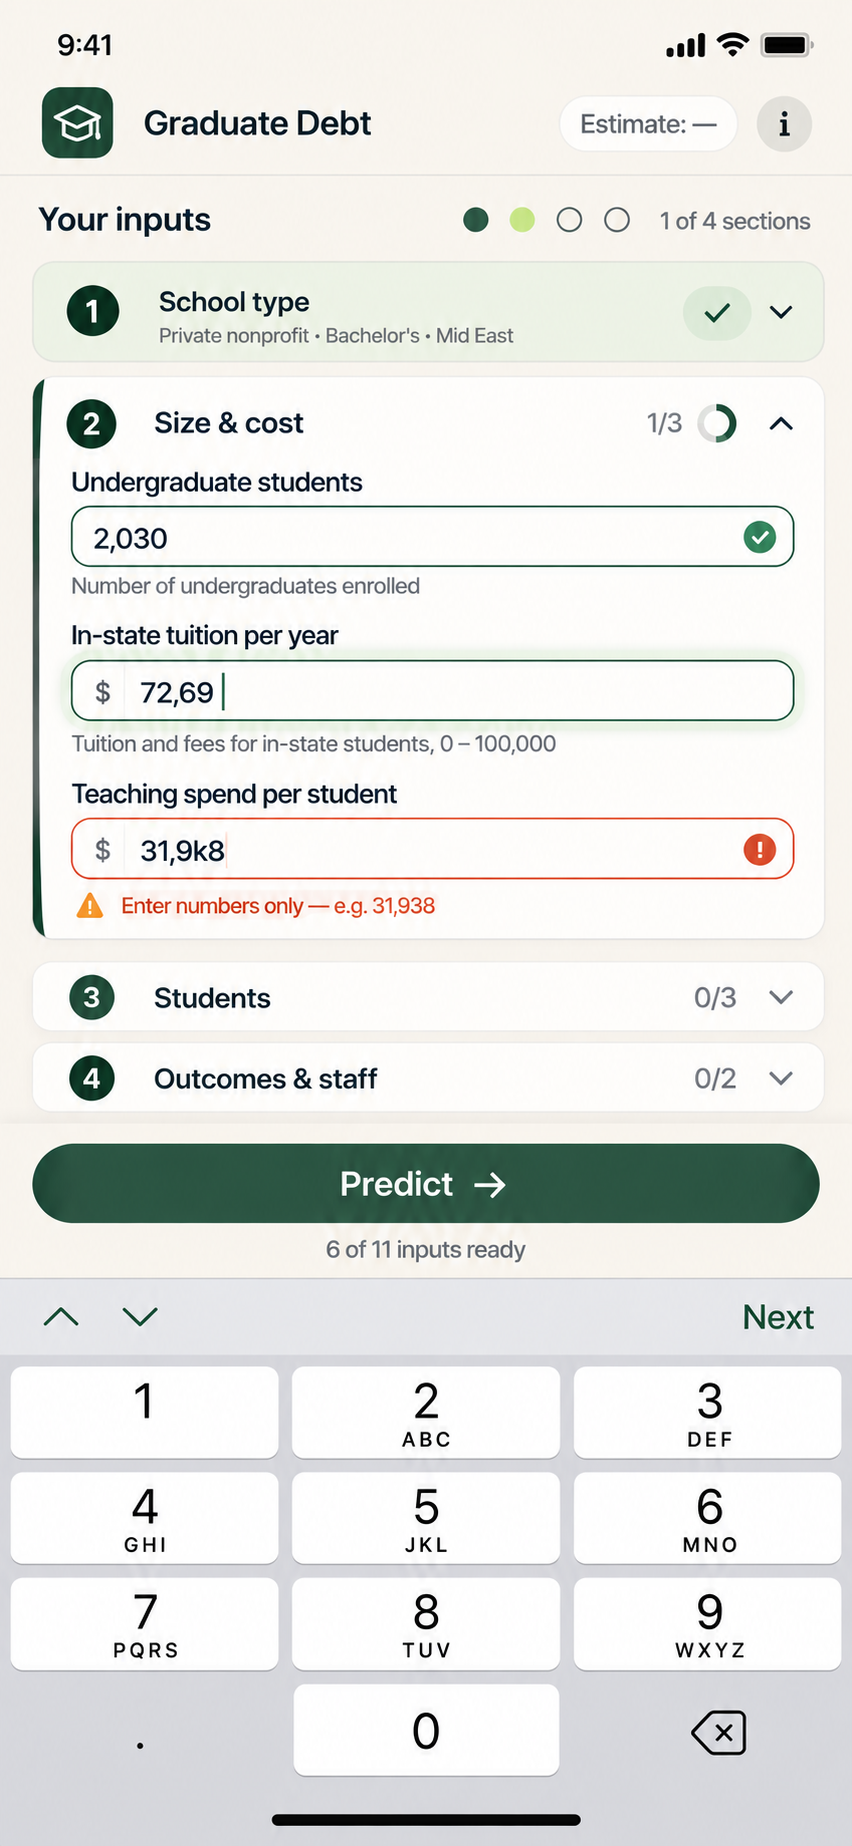 9:41
Graduate Debt
Estimate: —
i
Your inputs
1 of 4 sections
1
School type
Private nonprofit • Bachelor's • Mid East
2
Size & cost
1/3
Undergraduate students
2,030
Number of undergraduates enrolled
In-state tuition per year
$ 72,69
Tuition and fees for in-state students, 0 – 100,000
Teaching spend per student
$ 31,9k8
!
Enter numbers only — e.g. 31,938
3
Students
0/3
4
Outcomes & staff
0/2
Predict →
6 of 11 inputs ready
Next
1
2
ABC
3
DEF
4
GHI
5
JKL
6
MNO
7
PQRS
8
TUV
9
WXYZ
.
0